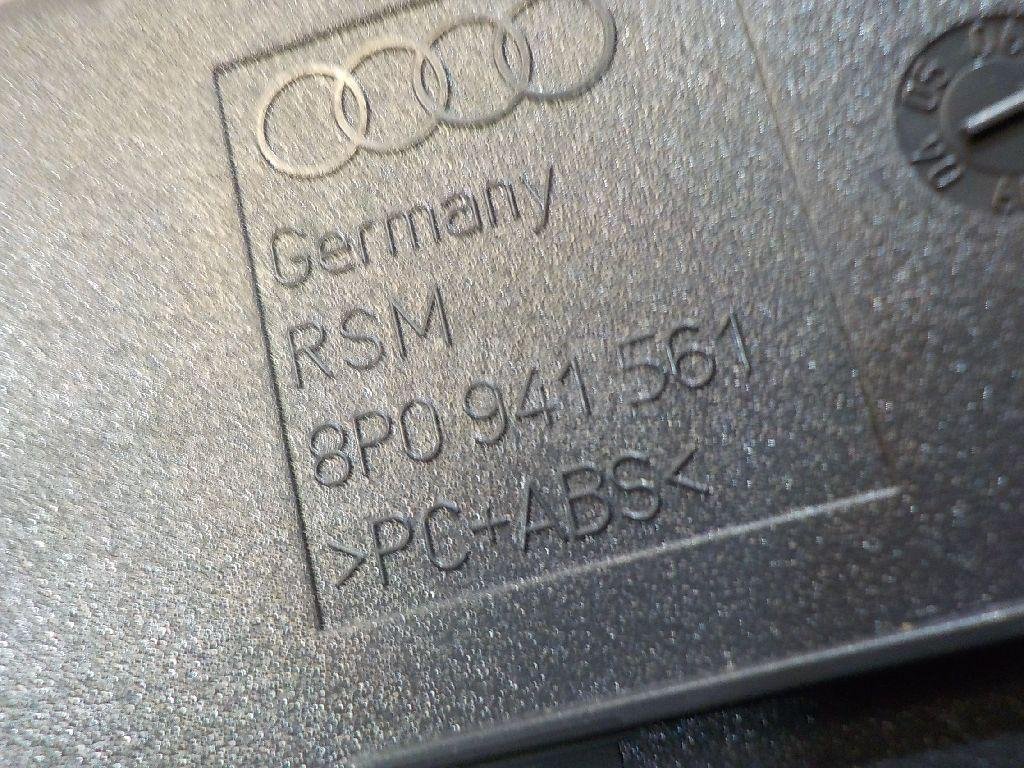 Germany
RSM
8P0 941 561
>PC+ABS<